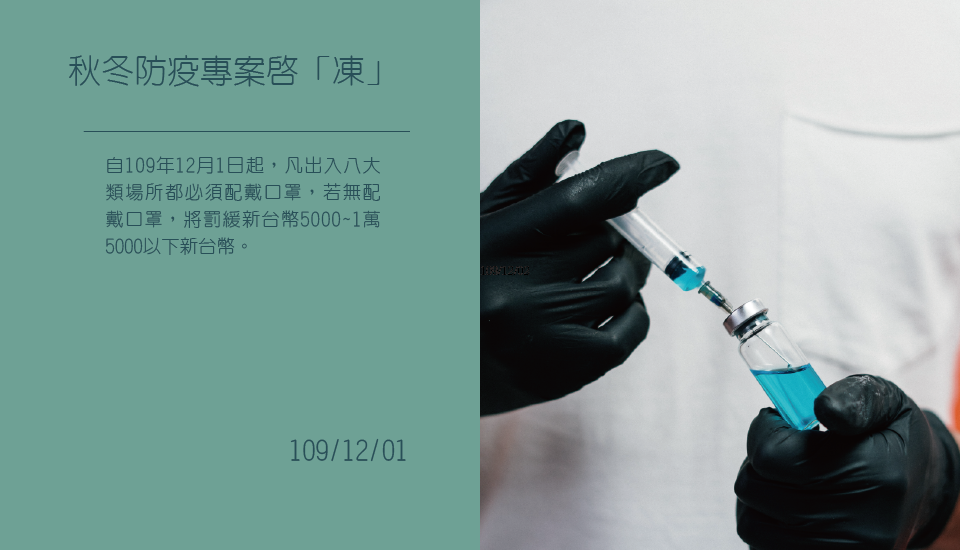 秋冬防疫專案啓「凍」
自109年12月1日起，凡出入八大
類場所都必須配戴口罩，若無配
戴口罩，將罰緩新台幣5000~1萬
5000以下新台幣。
109/12/01